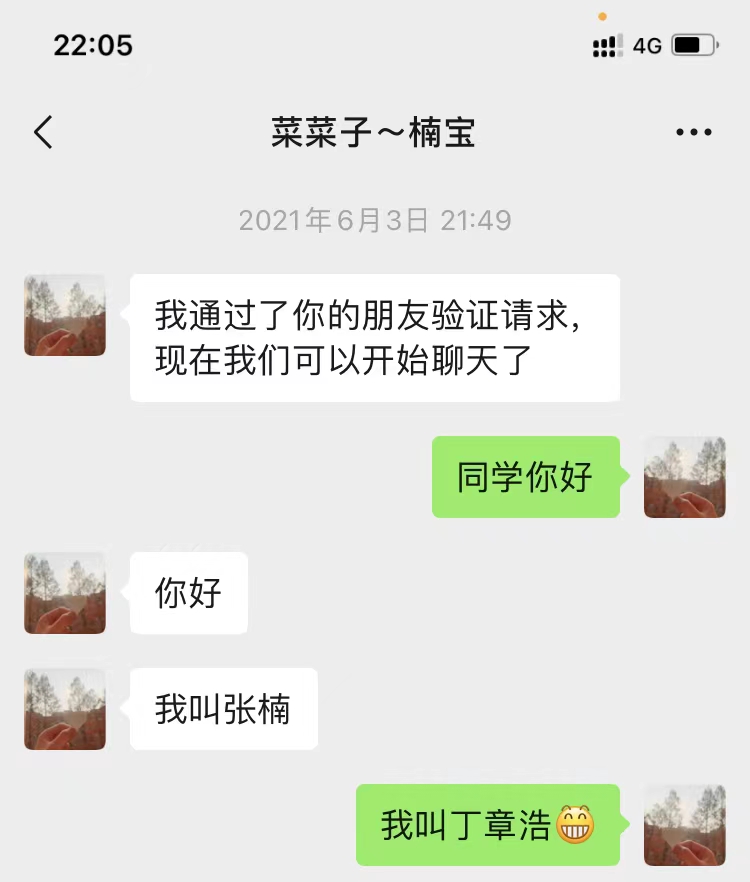 22:05
4G
菜菜子～楠宝
2021年6月3日 21:49
我通过了你的朋友验证请求，
现在我们可以开始聊天了
同学你好
你好
我叫张楠
我叫丁章浩😁